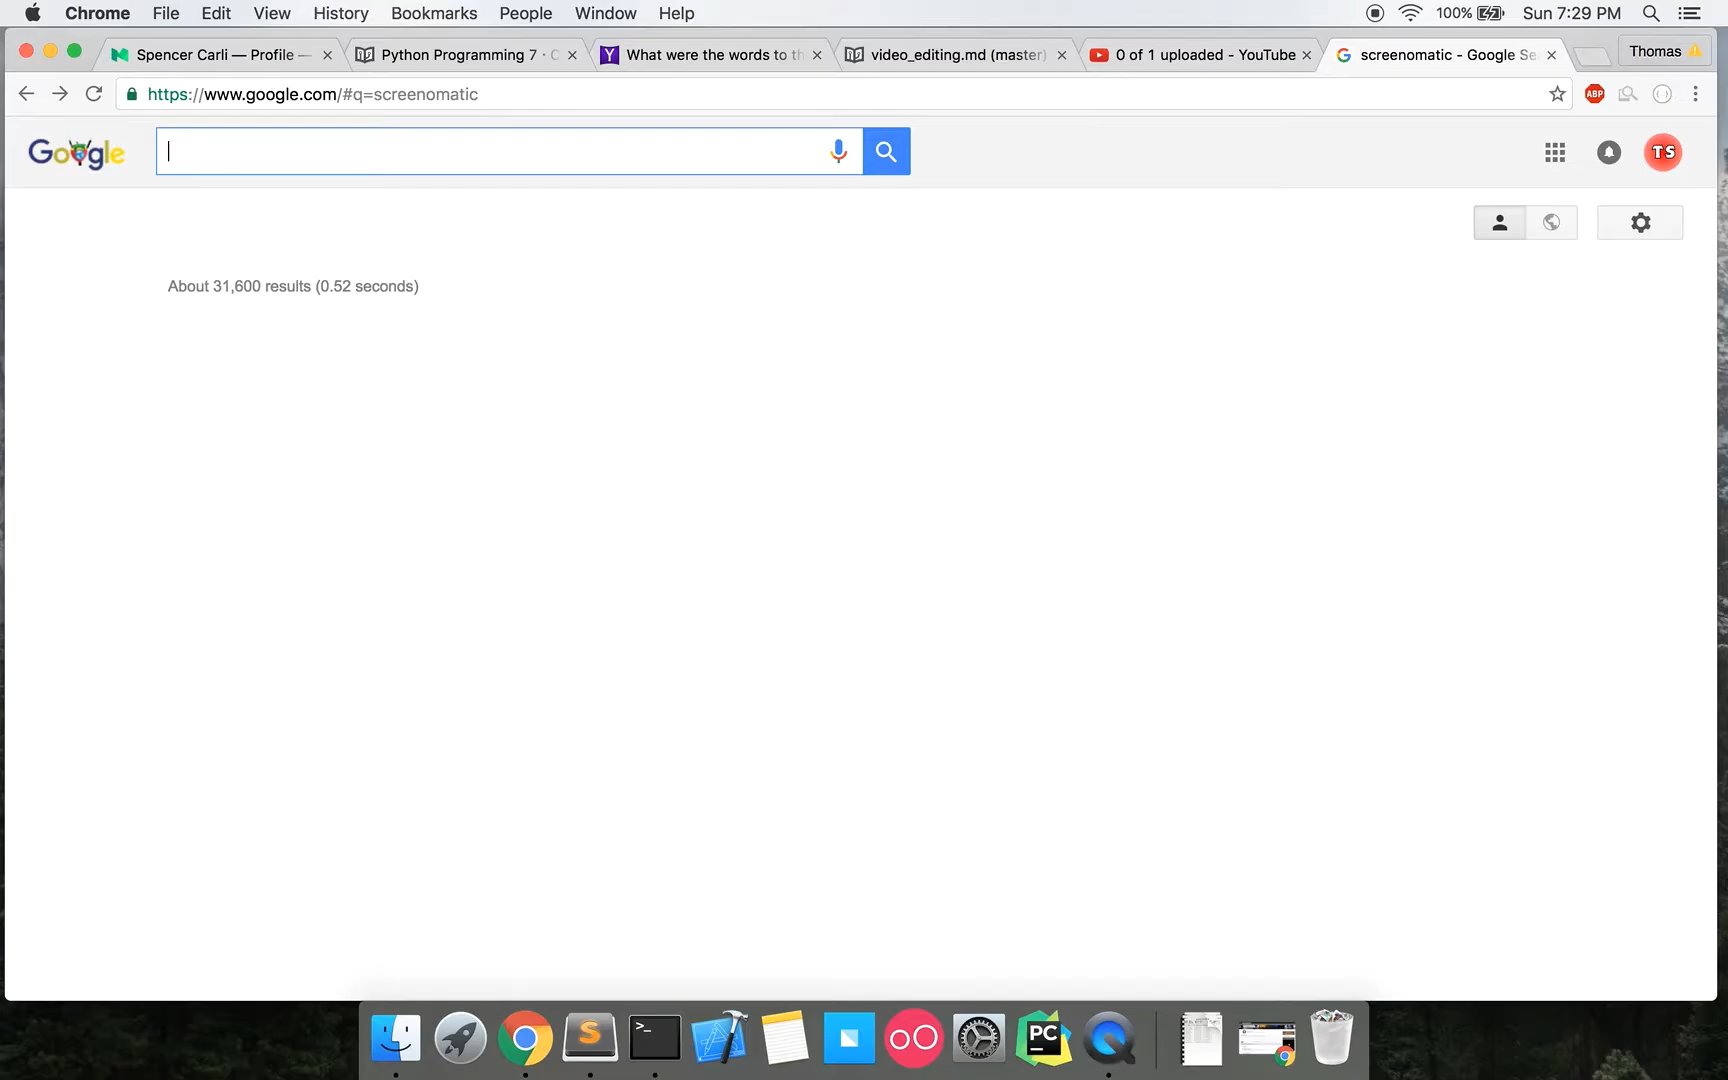 Chrome File Edit View History Bookmarks People Window Help 100% Sun 7:29 PM
Spencer Carli — Profile — Python Programming 7 · C What were the words to th video_editing.md (master) 0 of 1 uploaded - YouTube screenomatic - Google Se Thomas
https://www.google.com/#q=screenomatic ABP
Google TS
About 31,600 results (0.52 seconds)
S >_ PC